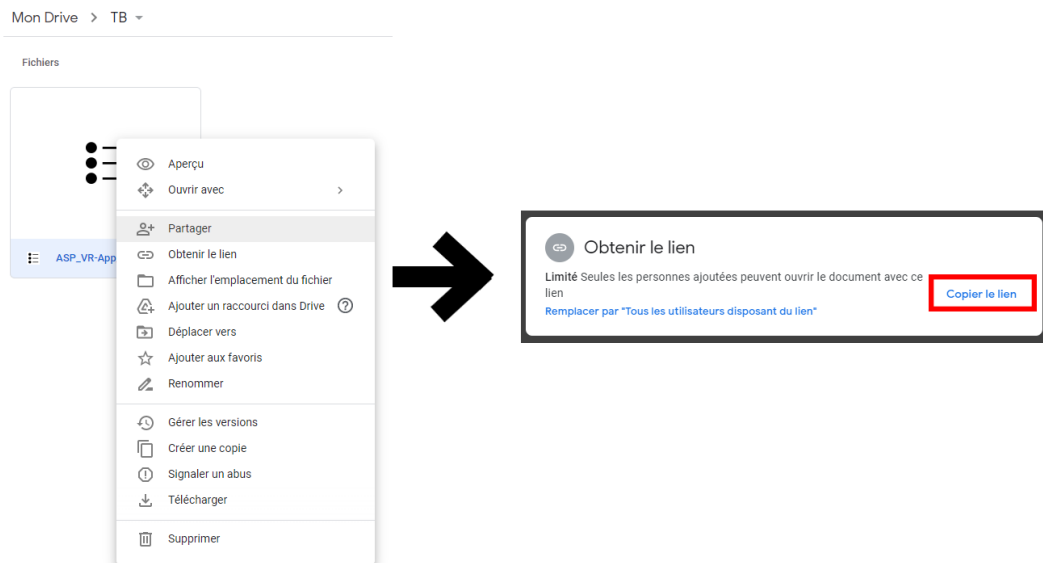 Mon Drive > TB
Fichiers
ASP_VR-App
Aperçu
Ouvrir avec
Partager
Obtenir le lien
Afficher l'emplacement du fichier
Ajouter un raccourci dans Drive
Déplacer vers
Ajouter aux favoris
Renommer
Gérer les versions
Créer une copie
Signaler un abus
Télécharger
Supprimer
Obtenir le lien
Limité Seules les personnes ajoutées peuvent ouvrir le document avec ce
lien
Remplacer par "Tous les utilisateurs disposant du lien"
Copier le lien